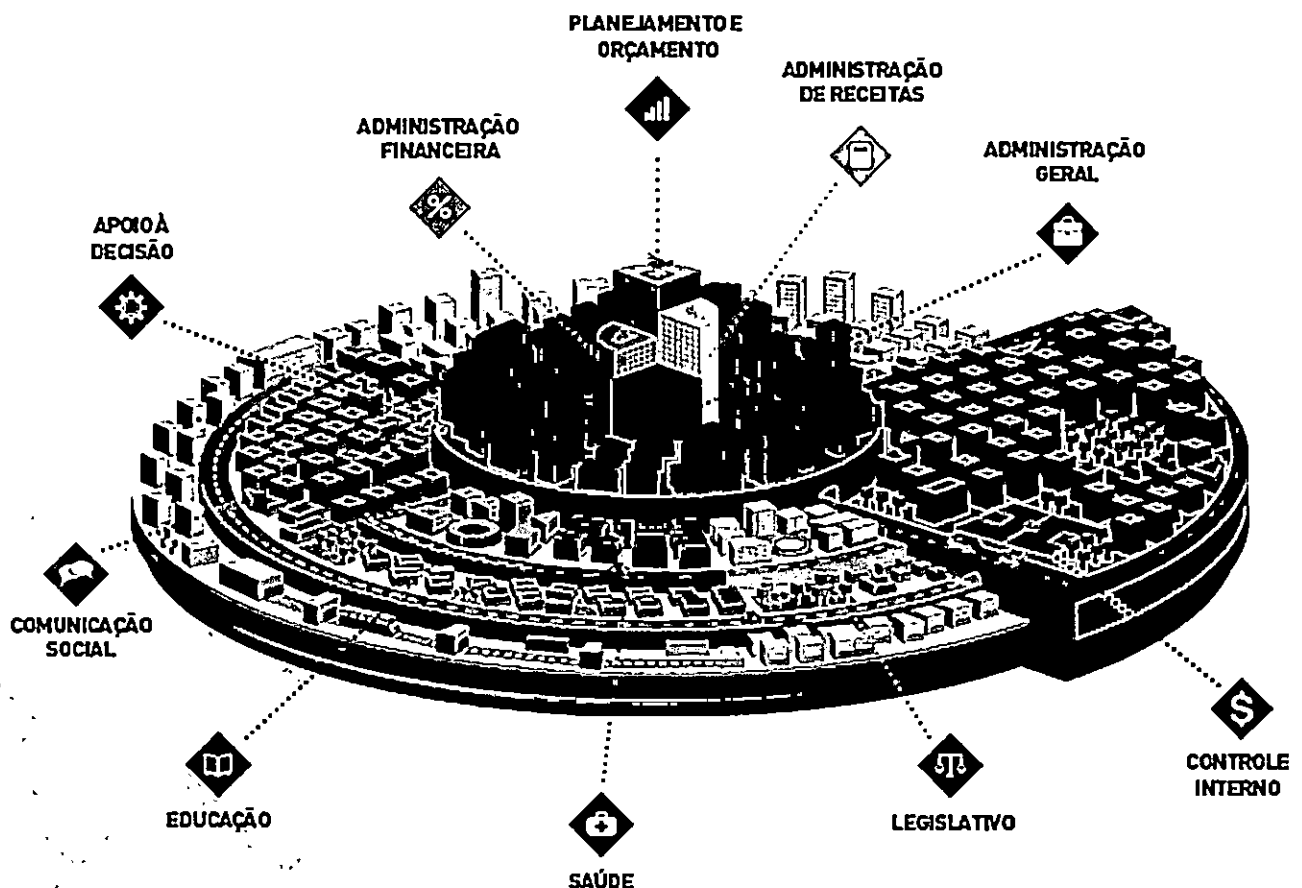 PLANEJAMENTO E
ORÇAMENTO
ADMINISTRAÇÃO
DE RECEITAS
ADMINISTRAÇÃO
FINANCEIRA
ADMINISTRAÇÃO
GERAL
APOIO À
DECISÃO
COMUNICAÇÃO
SOCIAL
CONTROLE
INTERNO
EDUCAÇÃO
LEGISLATIVO
SAÚDE